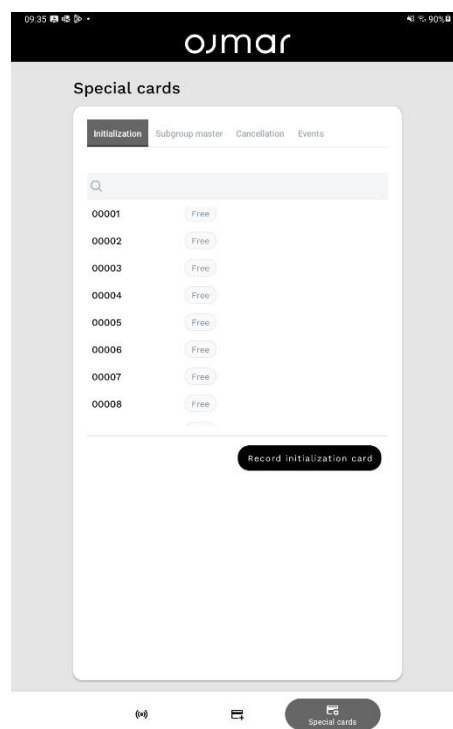 09:35
90%
ojmar
Special cards
Initialization Subgroup master Cancellation Events
00001 Free
00002 Free
00003 Free
00004 Free
00005 Free
00006 Free
00007 Free
00008 Free
Record initialization card
Special cards